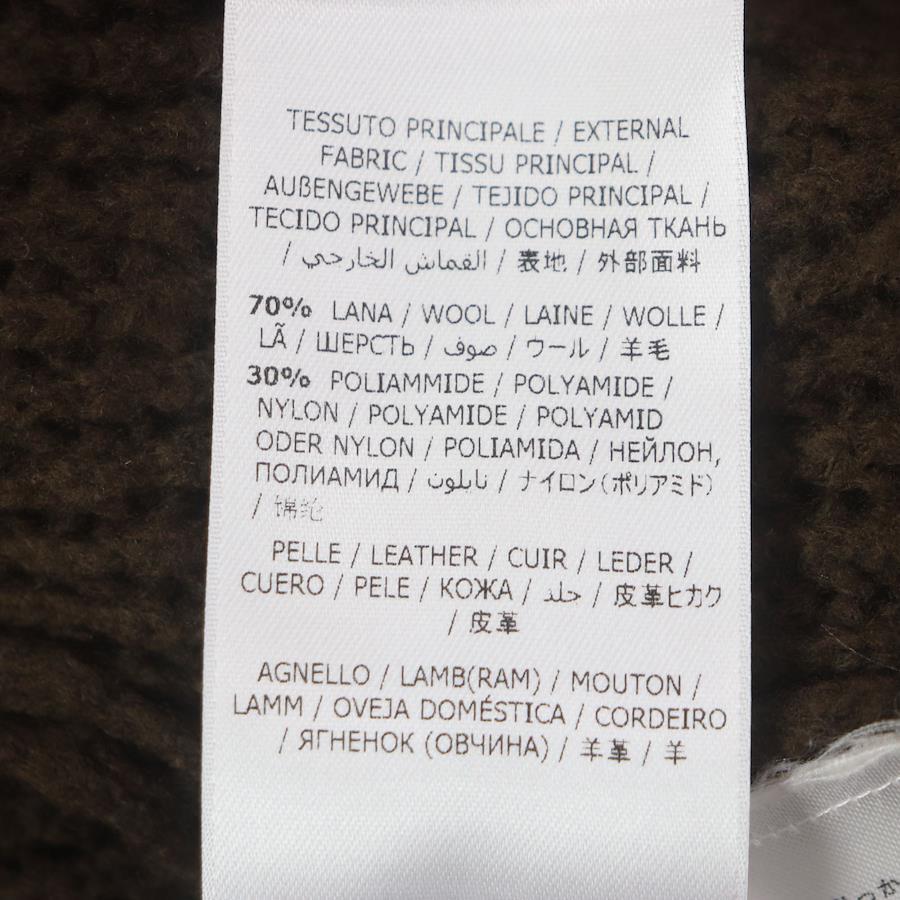 TESSUTO PRINCIPALE / EXTERNAL
FABRIC / TISSU PRINCIPAL /
AUßENGEWEBE / TEJIDO PRINCIPAL /
TECIDO PRINCIPAL / ОСНОВНАЯ ТКАНЬ
/ القماش الخارجي / 表地 / 外部面料
70% LANA / WOOL / LAINE / WOLLE /
LÃ / ШЕРСТЬ / صوف / ウール / 羊毛
30% POLIAMMIDE / POLYAMIDE /
NYLON / POLYAMIDE / POLYAMID
ODER NYLON / POLIAMIDA / НЕЙЛОН,
ПОЛИАМИД / نايلون / ナイロン(ポリアミド)
/ 锦纶
PELLE / LEATHER / CUIR / LEDER /
CUERO / PELE / КОЖА / جلد / 皮革ヒカク
/ 皮革
AGNELLO / LAMB(RAM) / MOUTON /
LAMM / OVEJA DOMÉSTICA / CORDEIRO
/ ЯГНЕНОК (ОВЧИНА) / 羊革 / 羊